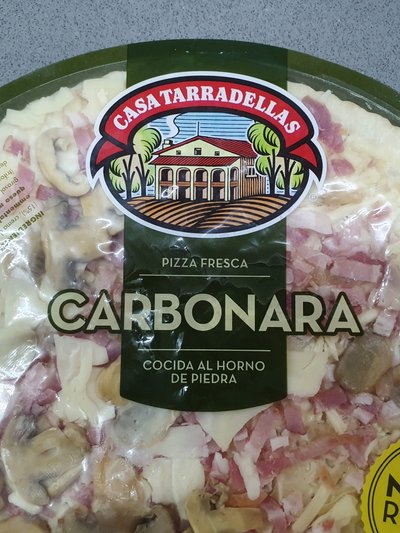 CASA TARRADELLAS
PIZZA FRESCA
CARBONARA
COCIDA AL HORNO
DE PIEDRA